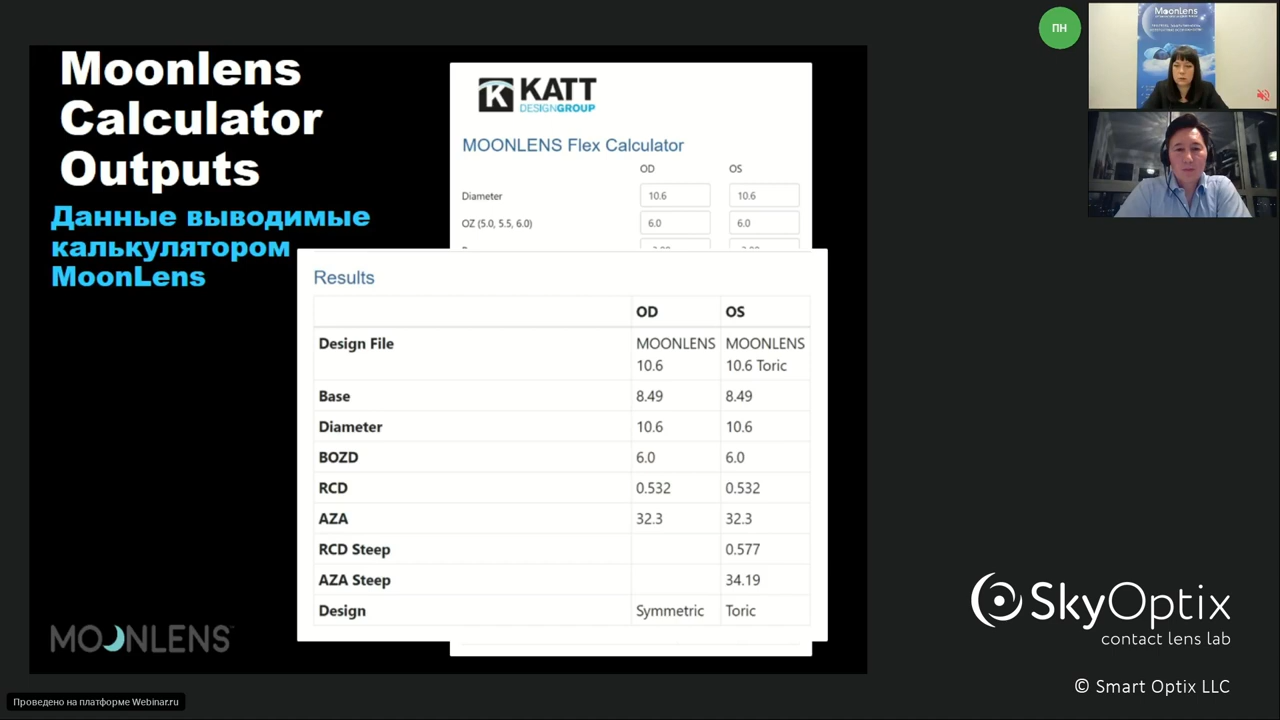 Moonlens
Calculator
Outputs
Данные выводимые
калькулятором
MoonLens
KATT
DESIGNGROUP
MOONLENS Flex Calculator
OD OS
Diameter 10.6 10.6
OZ (5.0, 5.5, 6.0) 6.0 6.0
Results
OD OS
Design File MOONLENS 10.6 MOONLENS 10.6 Toric
Base 8.49 8.49
Diameter 10.6 10.6
BOZD 6.0 6.0
RCD 0.532 0.532
AZA 32.3 32.3
RCD Steep 0.577
AZA Steep 34.19
Design Symmetric Toric
MOONLENS™
ПН
Moonlens
SkyOptix
contact lens lab
© Smart Optix LLC
Проведено на платформе Webinar.ru